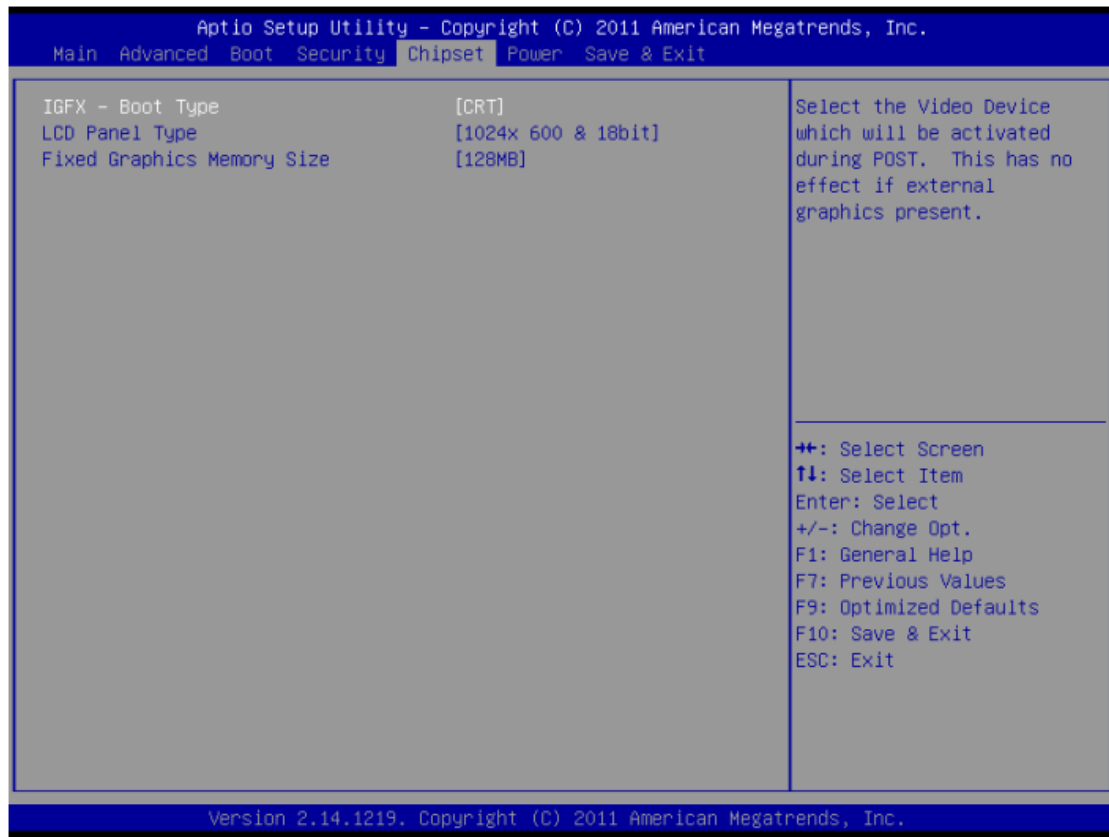 Aptio Setup Utility – Copyright (C) 2011 American Megatrends, Inc.
Main Advanced Boot Security Chipset Power Save & Exit
IGFX – Boot Type [CRT]
LCD Panel Type [1024x 600 & 18bit]
Fixed Graphics Memory Size [128MB]
Select the Video Device
which will be activated
during POST. This has no
effect if external
graphics present.
→←: Select Screen
↑↓: Select Item
Enter: Select
+/-: Change Opt.
F1: General Help
F7: Previous Values
F9: Optimized Defaults
F10: Save & Exit
ESC: Exit
Version 2.14.1219. Copyright (C) 2011 American Megatrends, Inc.